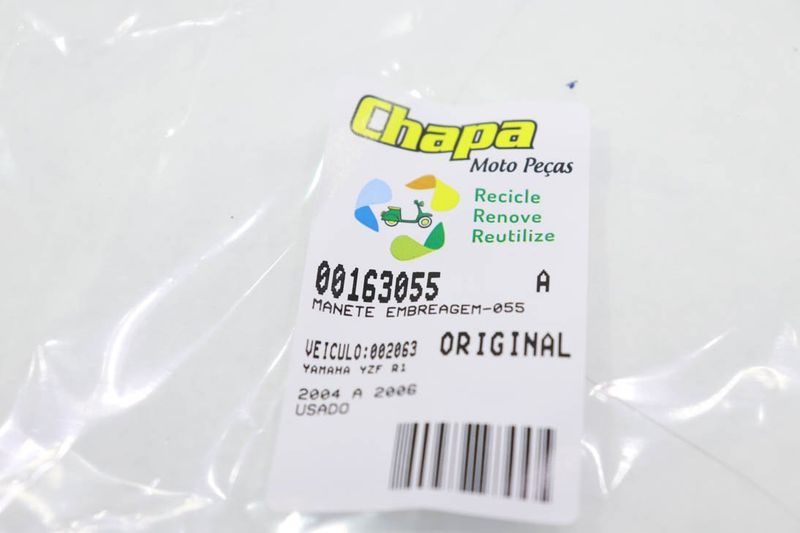 Chapa
Moto Peças
Recicle
Renove
Reutilize
00163055 A
MANETE EMBREAGEM-055
VEICULO:002063 ORIGINAL
YAMAHA YZF R1
2004 A 2006
USADO